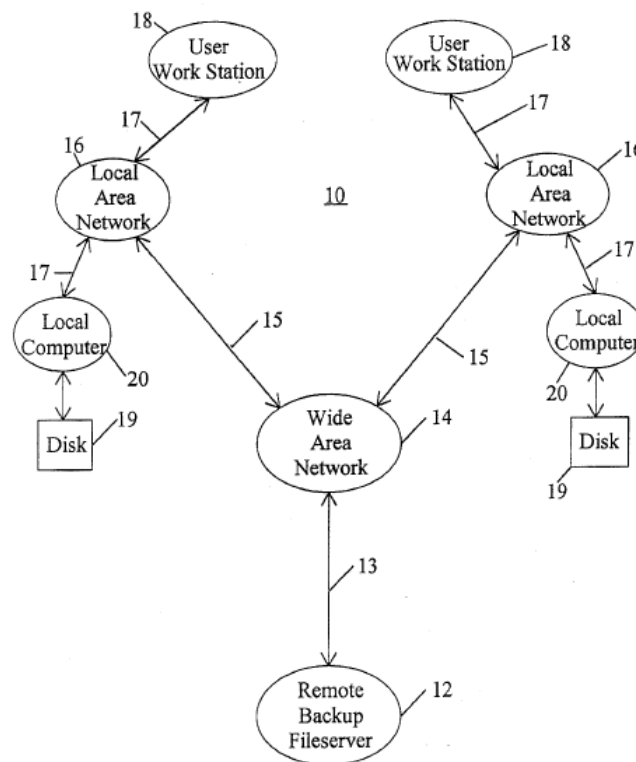 18
User
Work Station
User
Work Station
18
17
17
16
Local
Area
Network
10
Local
Area
Network
16
17
17
Local
Computer
20
15
15
Local
Computer
20
Disk
19
Wide
Area
Network
14
Disk
19
13
Remote
Backup
Fileserver
12